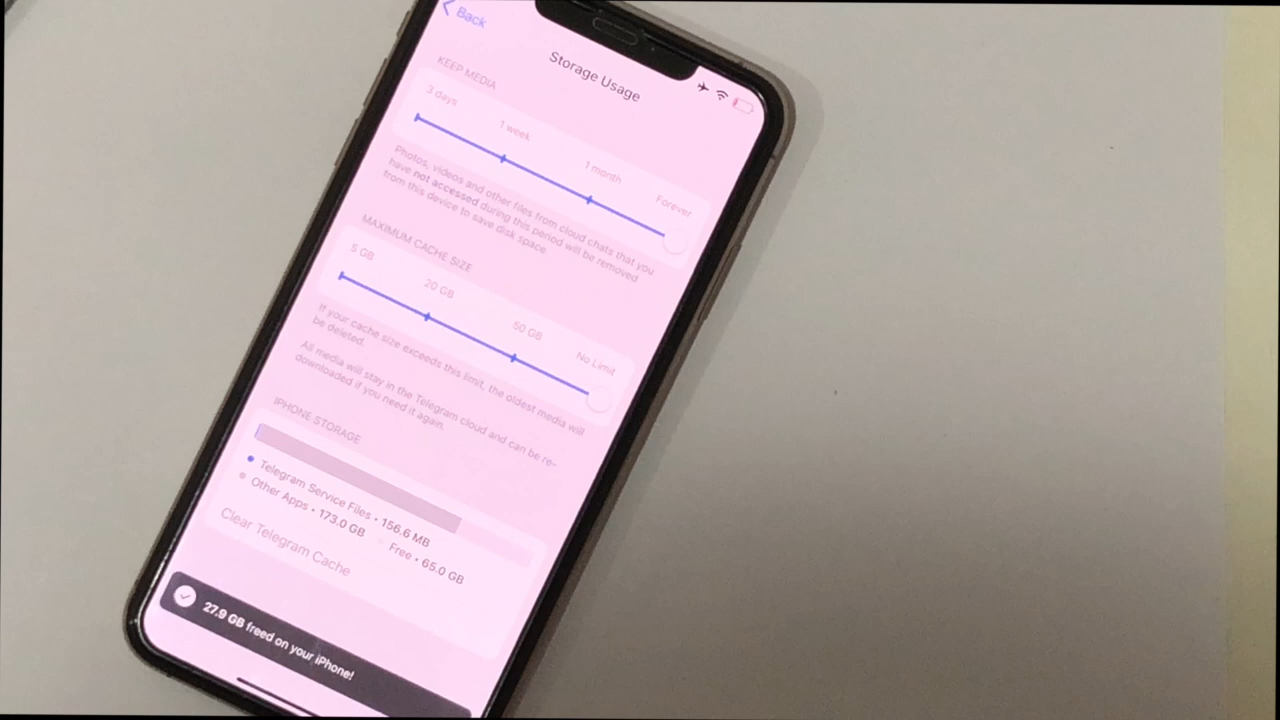 Back
Storage Usage
KEEP MEDIA
3 days
1 week
1 month
Forever
Photos, videos and other files from cloud chats that you
have not accessed during this period will be removed
from this device to save disk space.
MAXIMUM CACHE SIZE
5 GB
20 GB
50 GB
No Limit
If your cache size exceeds this limit, the oldest media will
be deleted.
All media will stay in the Telegram cloud and can be re-
downloaded if you need it again.
IPHONE STORAGE
Telegram Service Files • 156.6 MB
Other Apps • 173.0 GB
Free • 65.0 GB
Clear Telegram Cache
27.9 GB freed on your iPhone!